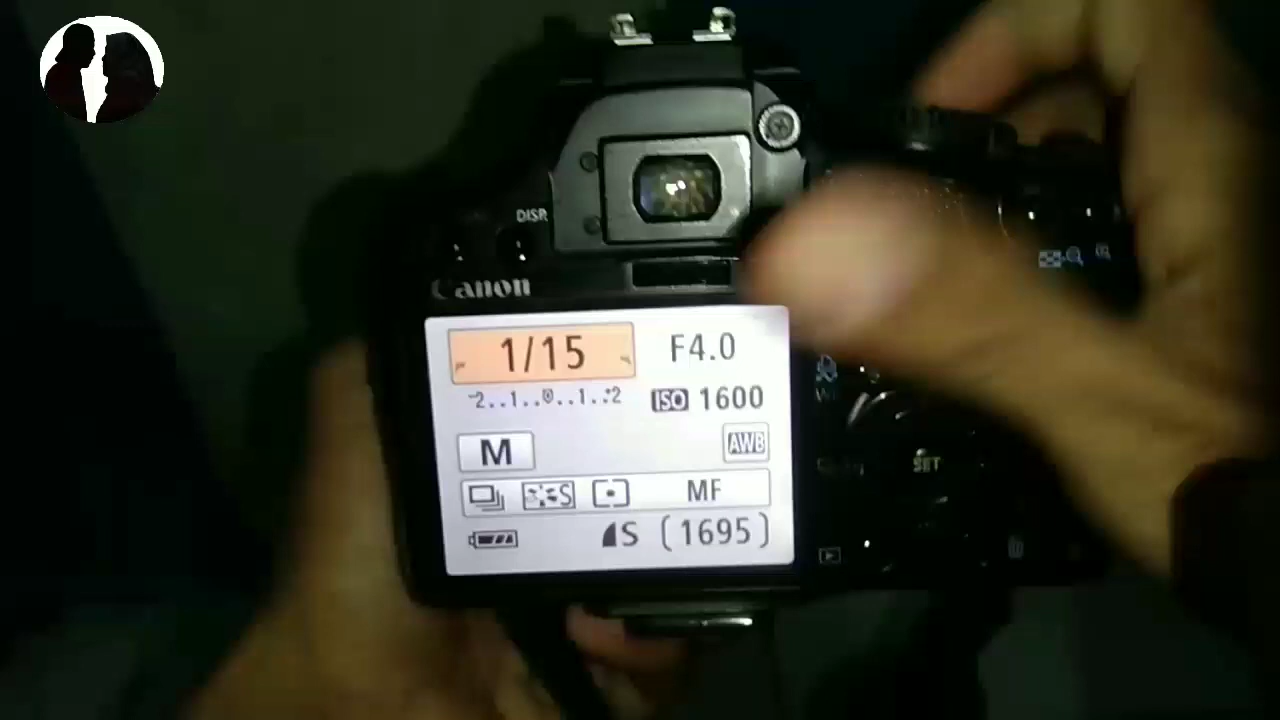 DISP.
Canon
1/15 F4.0
-2..1..0..1..+2 ISO 1600
M AWB
S MF
S [1695]
SET